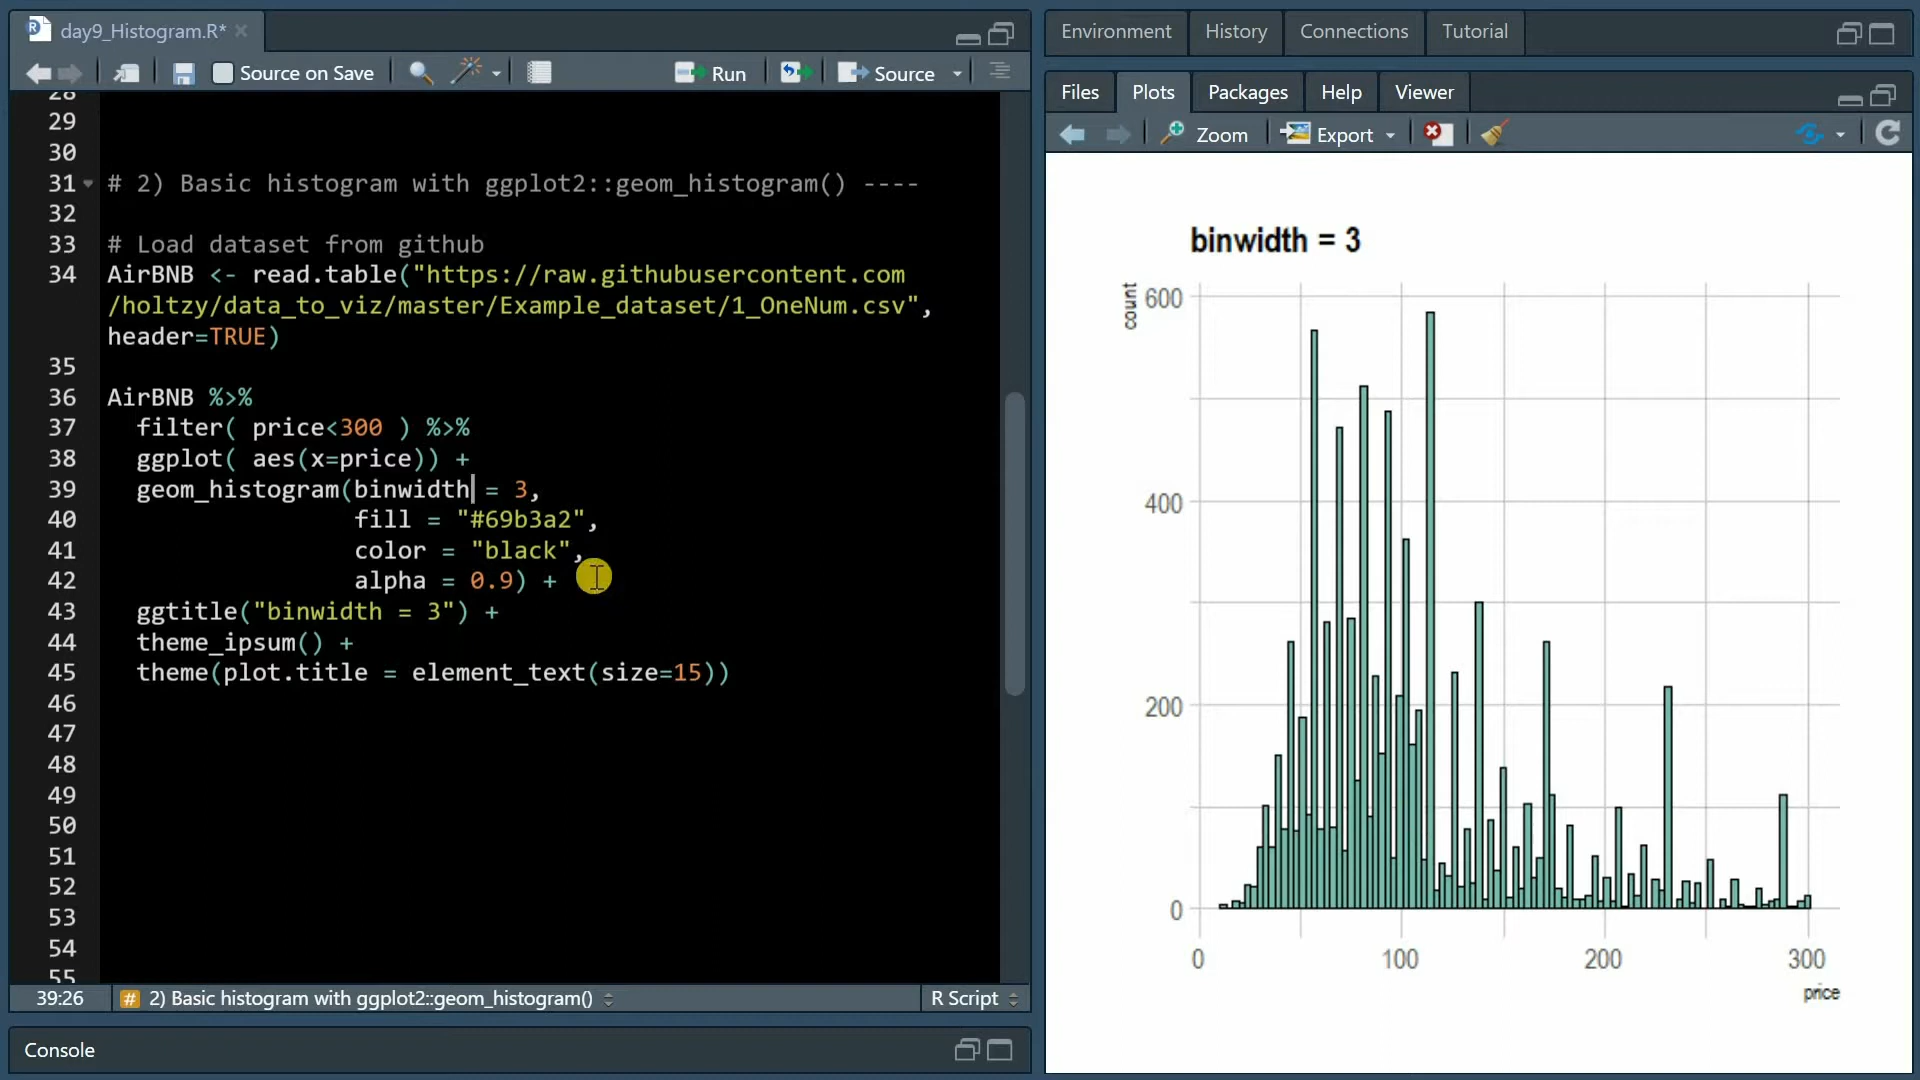 day9_Histogram.R*
Source on Save
Run
Source
28
29
30
31 # 2) Basic histogram with ggplot2::geom_histogram() ----
32
33 # Load dataset from github
34 AirBNB <- read.table("https://raw.githubusercontent.com
/holtzy/data_to_viz/master/Example_dataset/1_OneNum.csv",
header=TRUE)
35
36 AirBNB %>%
37 filter( price<300 ) %>%
38 ggplot( aes(x=price)) +
39 geom_histogram(binwidth = 3,
40 fill = "#69b3a2",
41 color = "black",
42 alpha = 0.9) +
43 ggtitle("binwidth = 3") +
44 theme_ipsum() +
45 theme(plot.title = element_text(size=15))
46
47
48
49
50
51
52
53
54
55
39:26 # 2) Basic histogram with ggplot2::geom_histogram() R Script
Console
Environment History Connections Tutorial
Files Plots Packages Help Viewer
Zoom Export
binwidth = 3
count
600
400
200
0
0 100 200 300
price